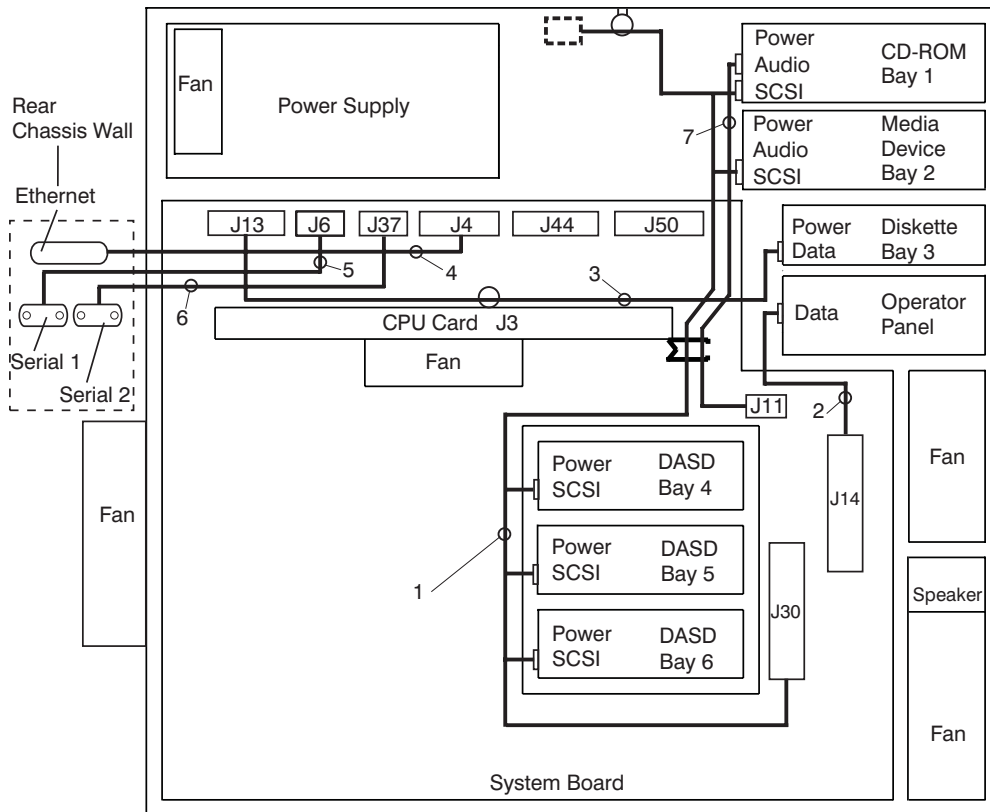 Power
Audio
SCSI
CD-ROM
Bay 1
Fan
Power Supply
7
Power
Audio
SCSI
Media
Device
Bay 2
Rear
Chassis Wall
Ethernet
J13
J6
J37
J4
J44
J50
Power
Data
Diskette
Bay 3
5
4
3
6
Data
Operator
Panel
CPU Card J3
Serial 1
Serial 2
Fan
J11
2
Fan
Power
SCSI
DASD
Bay 4
J14
Fan
1
Power
SCSI
DASD
Bay 5
J30
Speaker
Power
SCSI
DASD
Bay 6
Fan
System Board